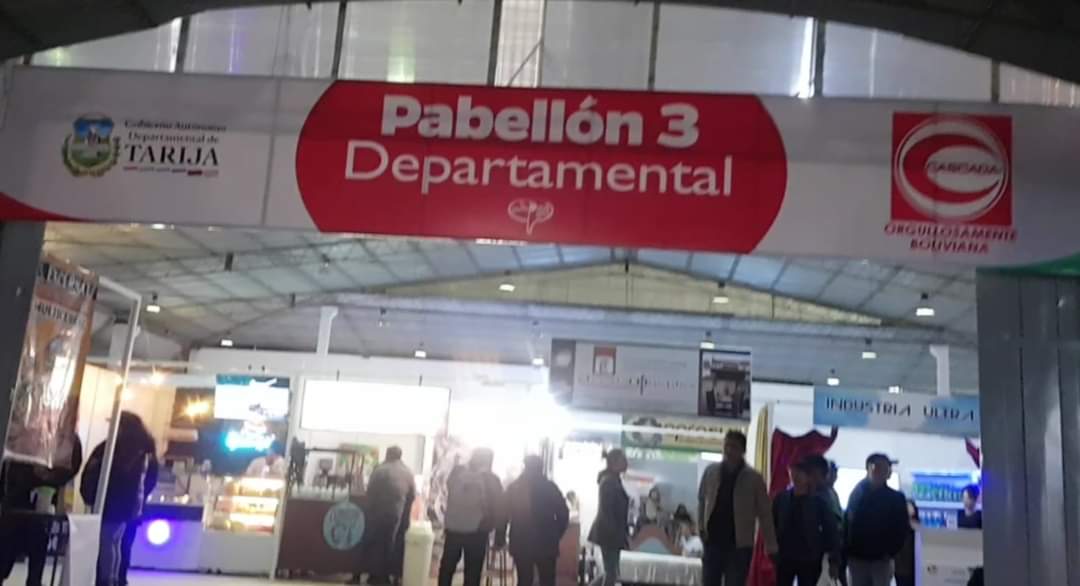 Gobierno Autónomo
Departamental de
TARIJA
Pabellón 3
Departamental
CASCADA
ORGULLOSAMENTE
BOLIVIANA
INDUSTRIA ULTRA